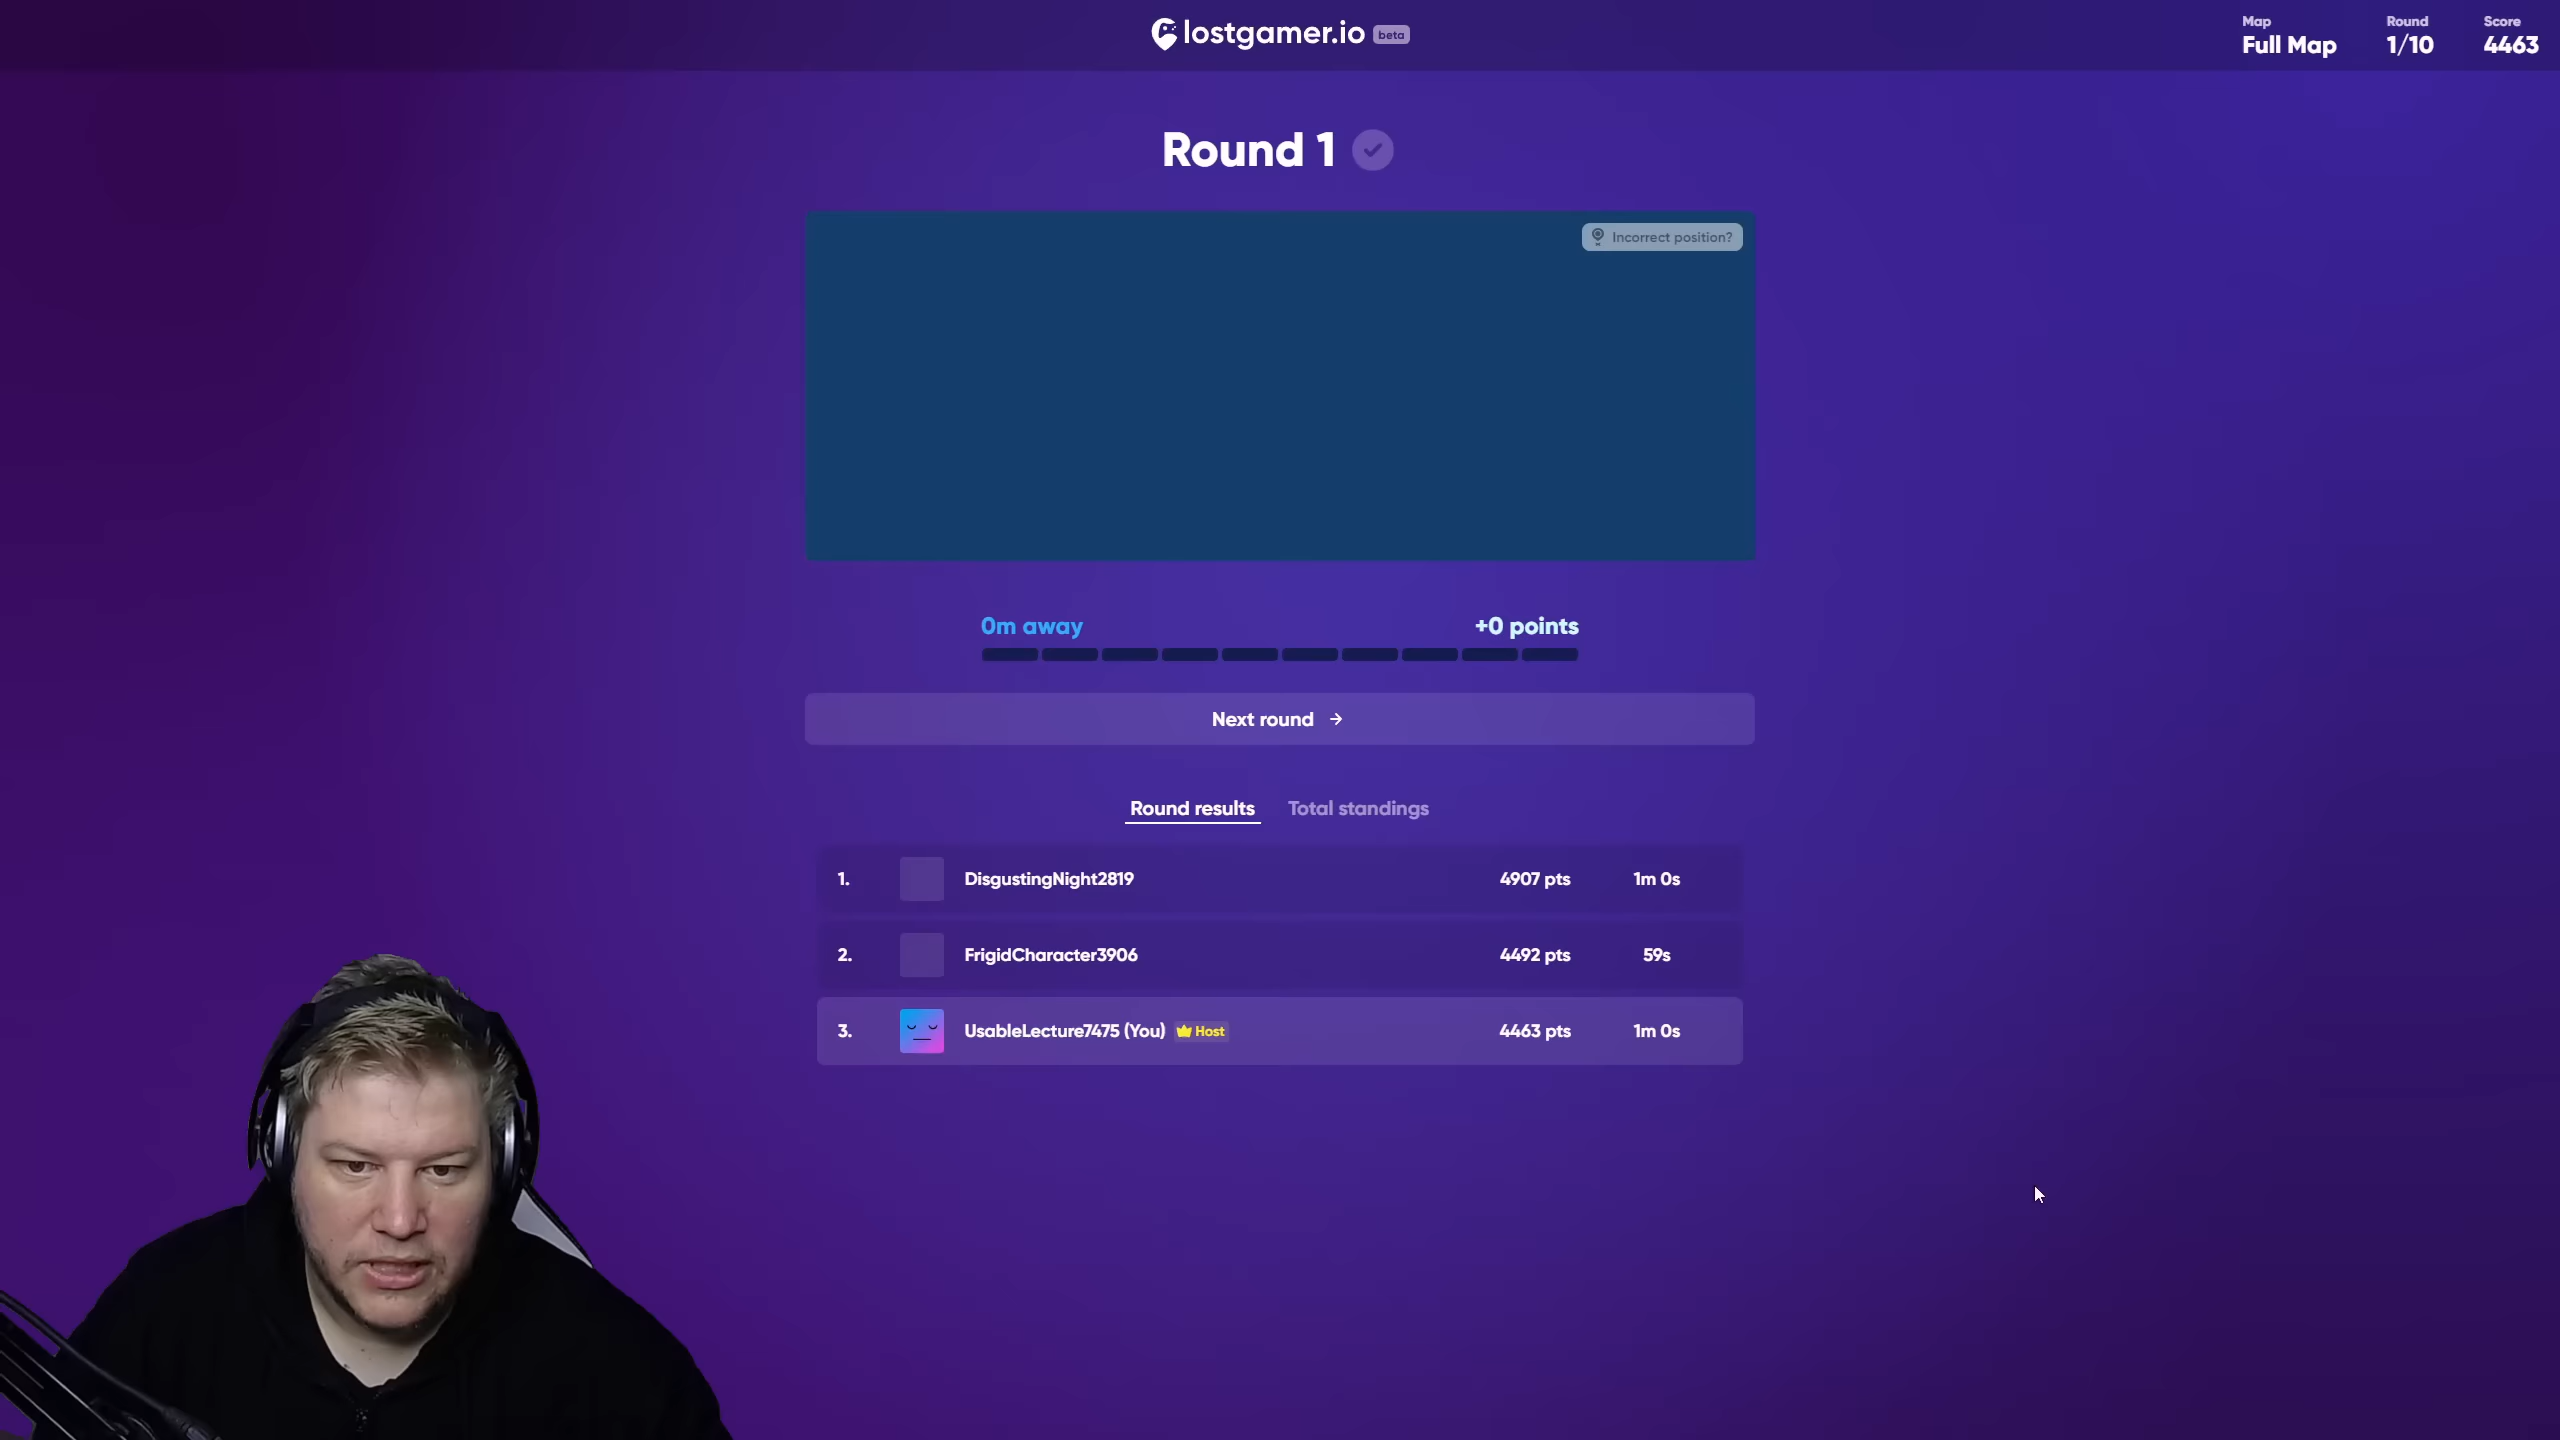 lostgamer.io beta
Map
Full Map
Round
1/10
Score
4463
Round 1
Incorrect position?
0m away
+0 points
Next round
Round results
Total standings
1. DisgustingNight2819 4907 pts 1m 0s
2. FrigidCharacter3906 4492 pts 59s
3. UsableLecture7475 (You) Host 4463 pts 1m 0s